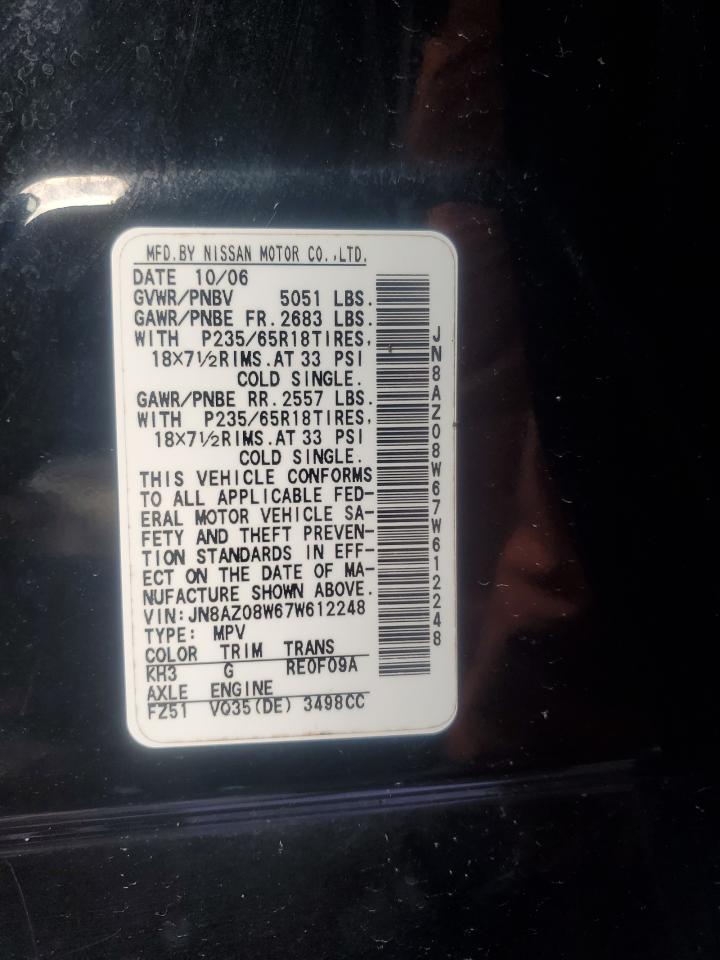 MFD.BY NISSAN MOTOR CO.,LTD.
DATE 10/06
GVWR/PNBV 5051 LBS.
GAWR/PNBE FR.2683 LBS.
WITH P235/65R18TIRES,
18×7½RIMS.AT 33 PSI
COLD SINGLE.
GAWR/PNBE RR.2557 LBS.
WITH P235/65R18TIRES,
18×7½RIMS.AT 33 PSI
COLD SINGLE.
THIS VEHICLE CONFORMS
TO ALL APPLICABLE FED-
ERAL MOTOR VEHICLE SA-
FETY AND THEFT PREVEN-
TION STANDARDS IN EFF-
ECT ON THE DATE OF MA-
NUFACTURE SHOWN ABOVE.
VIN:JN8AZ08W67W612248
TYPE: MPV
COLOR TRIM TRANS
KH3 G RE0F09A
AXLE ENGINE
FZ51 VQ35(DE) 3498CC
JN8AZ08W67W612248